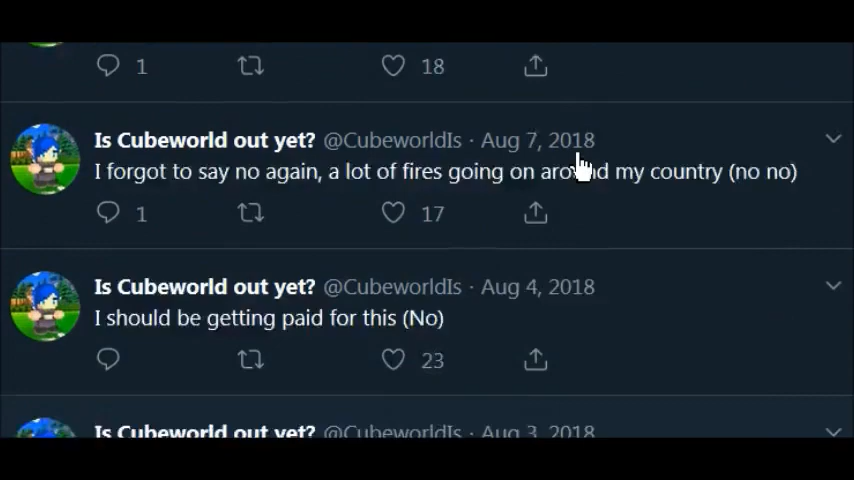 1 18
Is Cubeworld out yet? @CubeworldIs · Aug 7, 2018
I forgot to say no again, a lot of fires going on around my country (no no)
1 17
Is Cubeworld out yet? @CubeworldIs · Aug 4, 2018
I should be getting paid for this (No)
23
Is Cubeworld out yet? @CubeworldIs · Aug 3, 2018